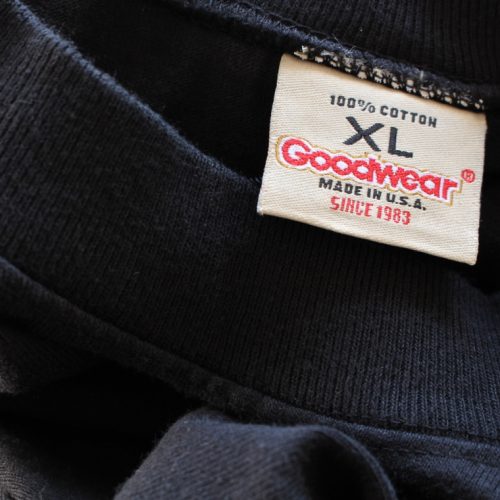 100% COTTON
XL
Goodwear®
MADE IN U.S.A.
SINCE 1983